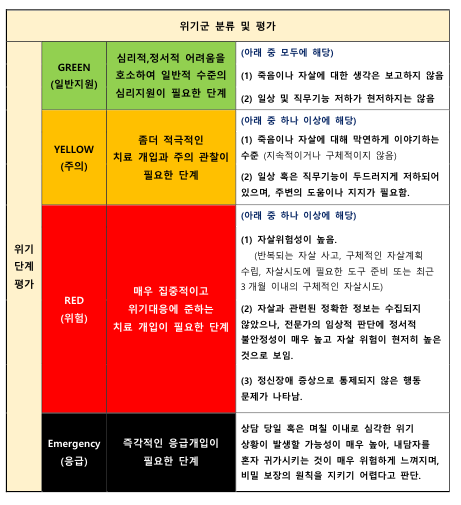 위기군 분류 및 평가
위기
단계
평가
GREEN
(일반지원)
심리적,정서적 어려움을
호소하여 일반적 수준의
심리지원이 필요한 단계
(아래 중 모두에 해당)
(1) 죽음이나 자살에 대한 생각은 보고하지 않음
(2) 일상 및 직무기능 저하가 현저하지는 않음
YELLOW
(주의)
좀더 적극적인
치료 개입과 주의 관찰이
필요한 단계
(아래 중 하나 이상에 해당)
(1) 죽음이나 자살에 대해 막연하게 이야기하는
수준 (지속적이거나 구체적이지 않음)
(2) 일상 혹은 직무기능이 두드러지게 저하되어
있으며, 주변의 도움이나 지지가 필요함.
RED
(위험)
매우 집중적이고
위기대응에 준하는
치료 개입이 필요한 단계
(아래 중 하나 이상에 해당)
(1) 자살위험성이 높음.
(반복되는 자살 사고, 구체적인 자살계획
수립, 자살시도에 필요한 도구 준비 또는 최근
3개월 이내의 구체적인 자살시도)
(2) 자살과 관련된 정확한 정보는 수집되지
않았으나, 전문가의 임상적 판단에 정서적
불안정성이 매우 높고 자살 위험이 현저히 높은
것으로 보임.
(3) 정신장애 증상으로 통제되지 않은 행동
문제가 나타남.
Emergency
(응급)
즉각적인 응급개입이
필요한 단계
상담 당일 혹은 며칠 이내로 심각한 위기
상황이 발생할 가능성이 매우 높아, 내담자를
혼자 귀가시키는 것이 매우 위험하게 느껴지며,
비밀 보장의 원칙을 지키기 어렵다고 판단.